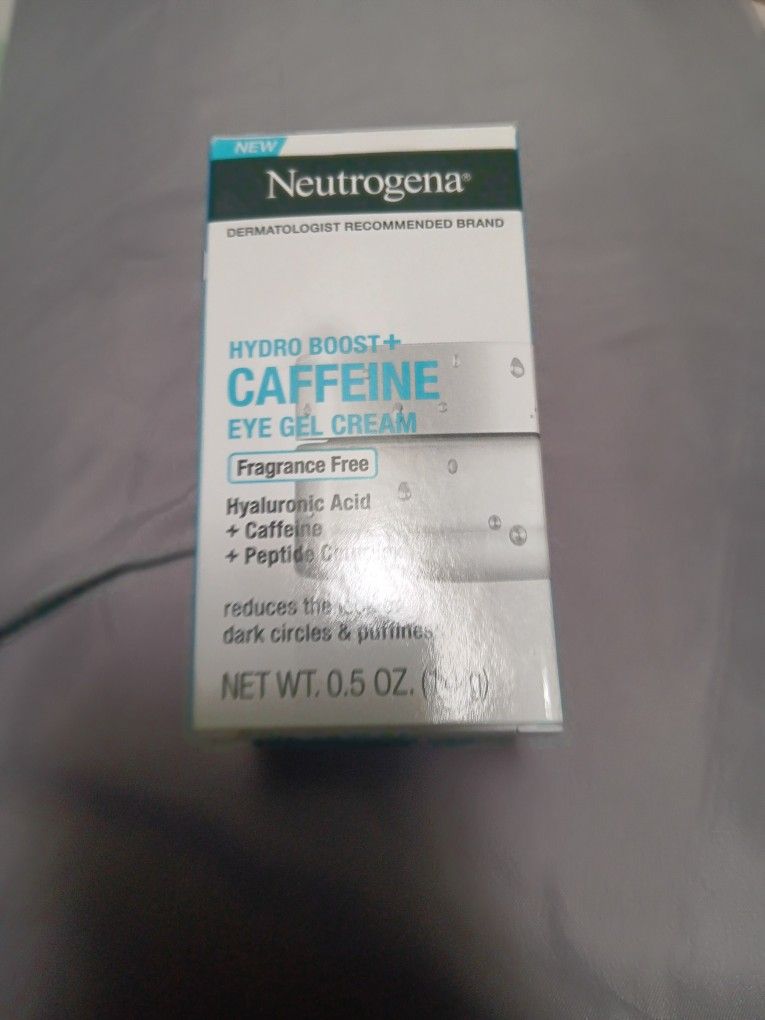 NEW
Neutrogena®
DERMATOLOGIST RECOMMENDED BRAND
HYDRO BOOST+
CAFFEINE
EYE GEL CREAM
Fragrance Free
Hyaluronic Acid
+ Caffeine
+ Peptide
reduces the
dark circles & puffiness
NET WT. 0.5 OZ.